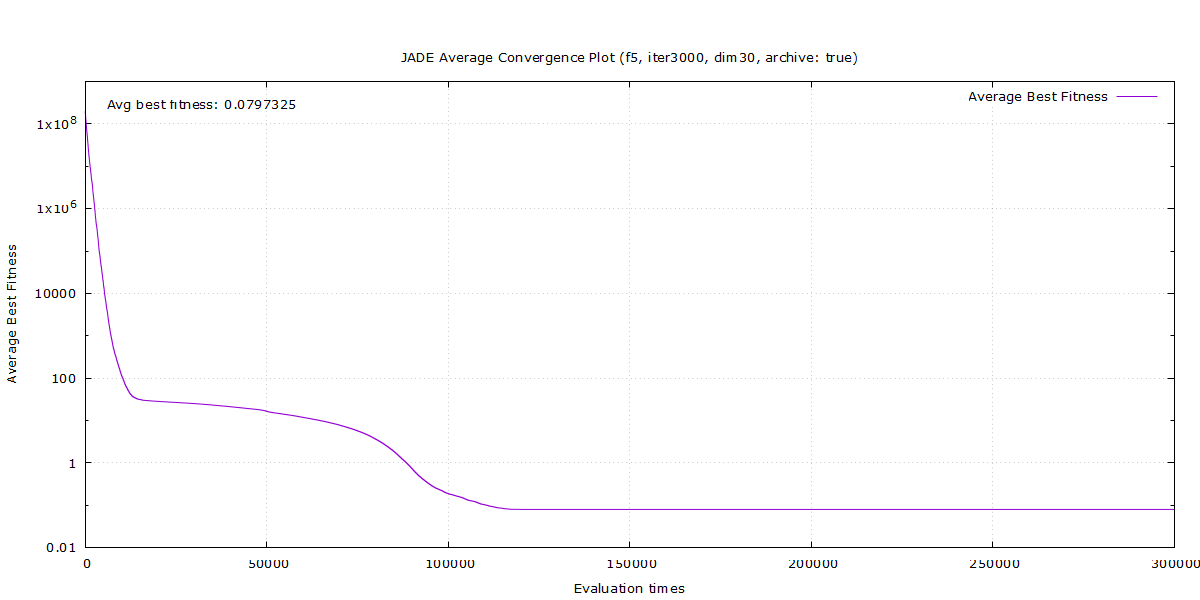 JADE Average Convergence Plot (f5, iter3000, dim30, archive: true)
Avg best fitness: 0.0797325
Average Best Fitness
1x10^8
1x10^6
10000
100
1
0.01
Average Best Fitness
0
50000
100000
150000
200000
250000
300000
Evaluation times